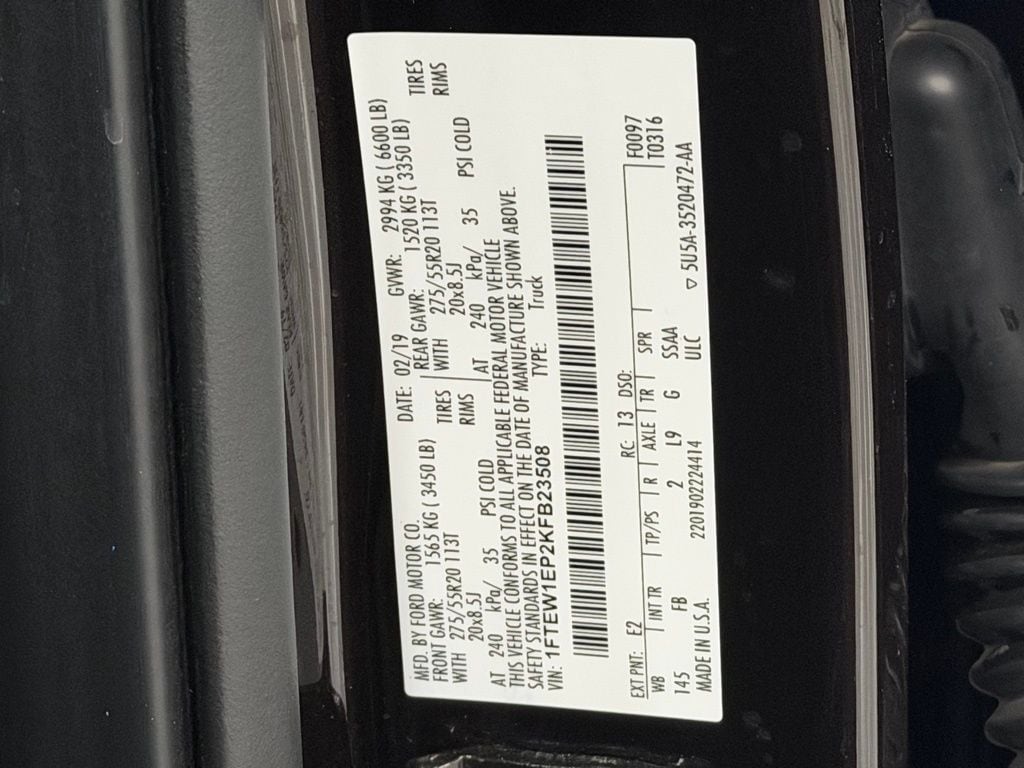 MFD. BY FORD MOTOR CO. DATE: 02/19 GVWR: 2994 KG ( 6600 LB)
FRONT GAWR: 1565 KG ( 3450 LB) REAR GAWR: 1520 KG ( 3350 LB)
WITH 275/55R20 113T TIRES WITH 275/55R20 113T TIRES
20x8.5J RIMS 20x8.5J RIMS
AT 240 kPa/ 35 PSI COLD AT 240 kPa/ 35 PSI COLD
THIS VEHICLE CONFORMS TO ALL APPLICABLE FEDERAL MOTOR VEHICLE
SAFETY STANDARDS IN EFFECT ON THE DATE OF MANUFACTURE SHOWN ABOVE.
VIN: 1FTEW1EP2KFB23508 TYPE: Truck
EXT PNT: E2 RC: 13 DSO: F0097
WB INT TR TP/PS R AXLE TR SPR T0316
145 FB 2 L9 G SSAA
MADE IN U.S.A. 2201902224414 ULC 5U5A-3520472-AA